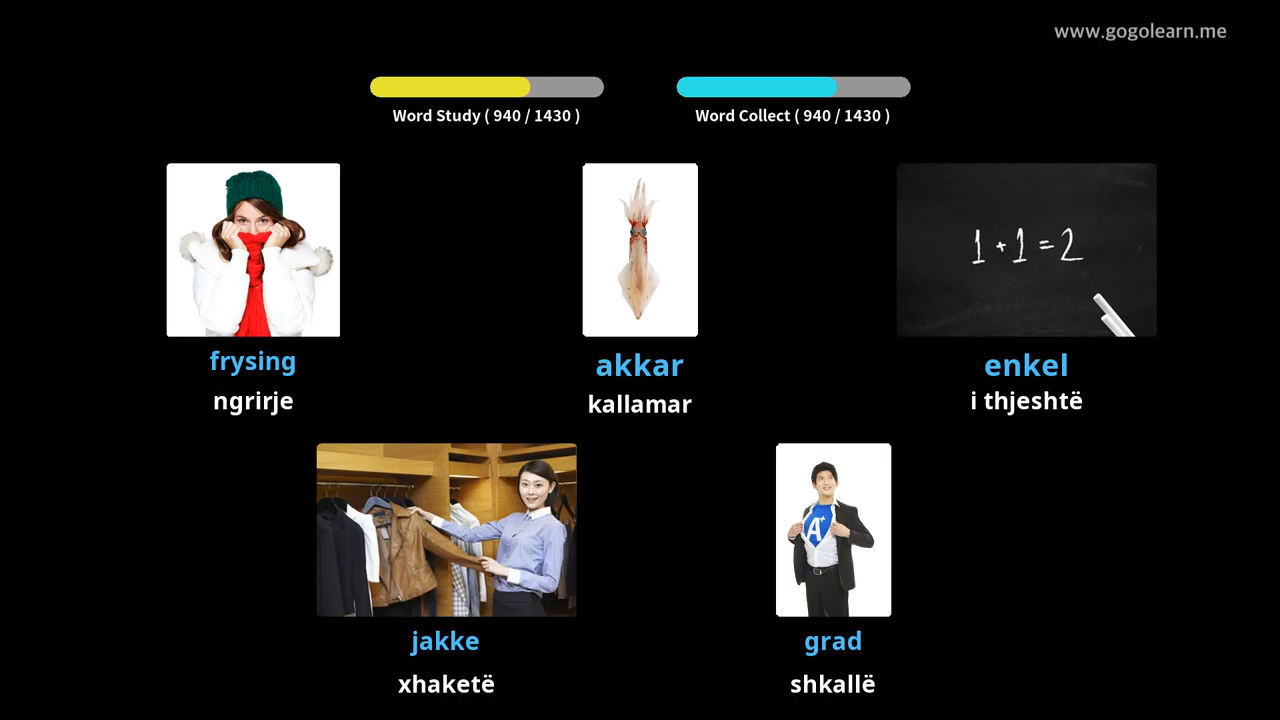 www.gogolearn.me
Word Study ( 940 / 1430 )
Word Collect ( 940 / 1430 )
1 + 1 = 2
frysing
akkar
enkel
ngrirje
kallamar
i thjeshtë
A+
jakke
grad
xhaketë
shkallë